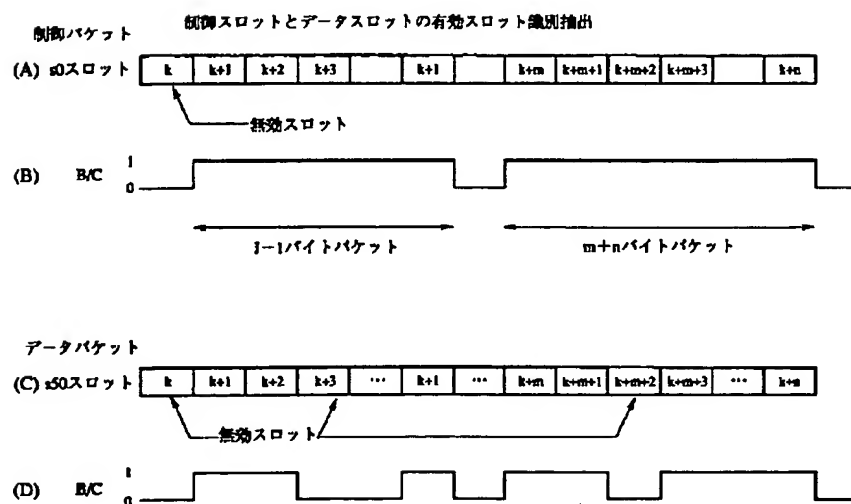 制御スロットとデータスロットの有効スロット識別抽出
制御パケット
(A) s0スロット k k+1 k+2 k+3 k+1 k+m k+m+1 k+m+2 k+m+3 k+n
無効スロット
(B) B/C 1
0
l-1バイトパケット m+nバイトパケット
データパケット
(C) s50スロット k k+1 k+2 k+3 … k+1 … k+m k+m+1 k+m+2 k+m+3 … k+n
無効スロット
(D) B/C 1
0